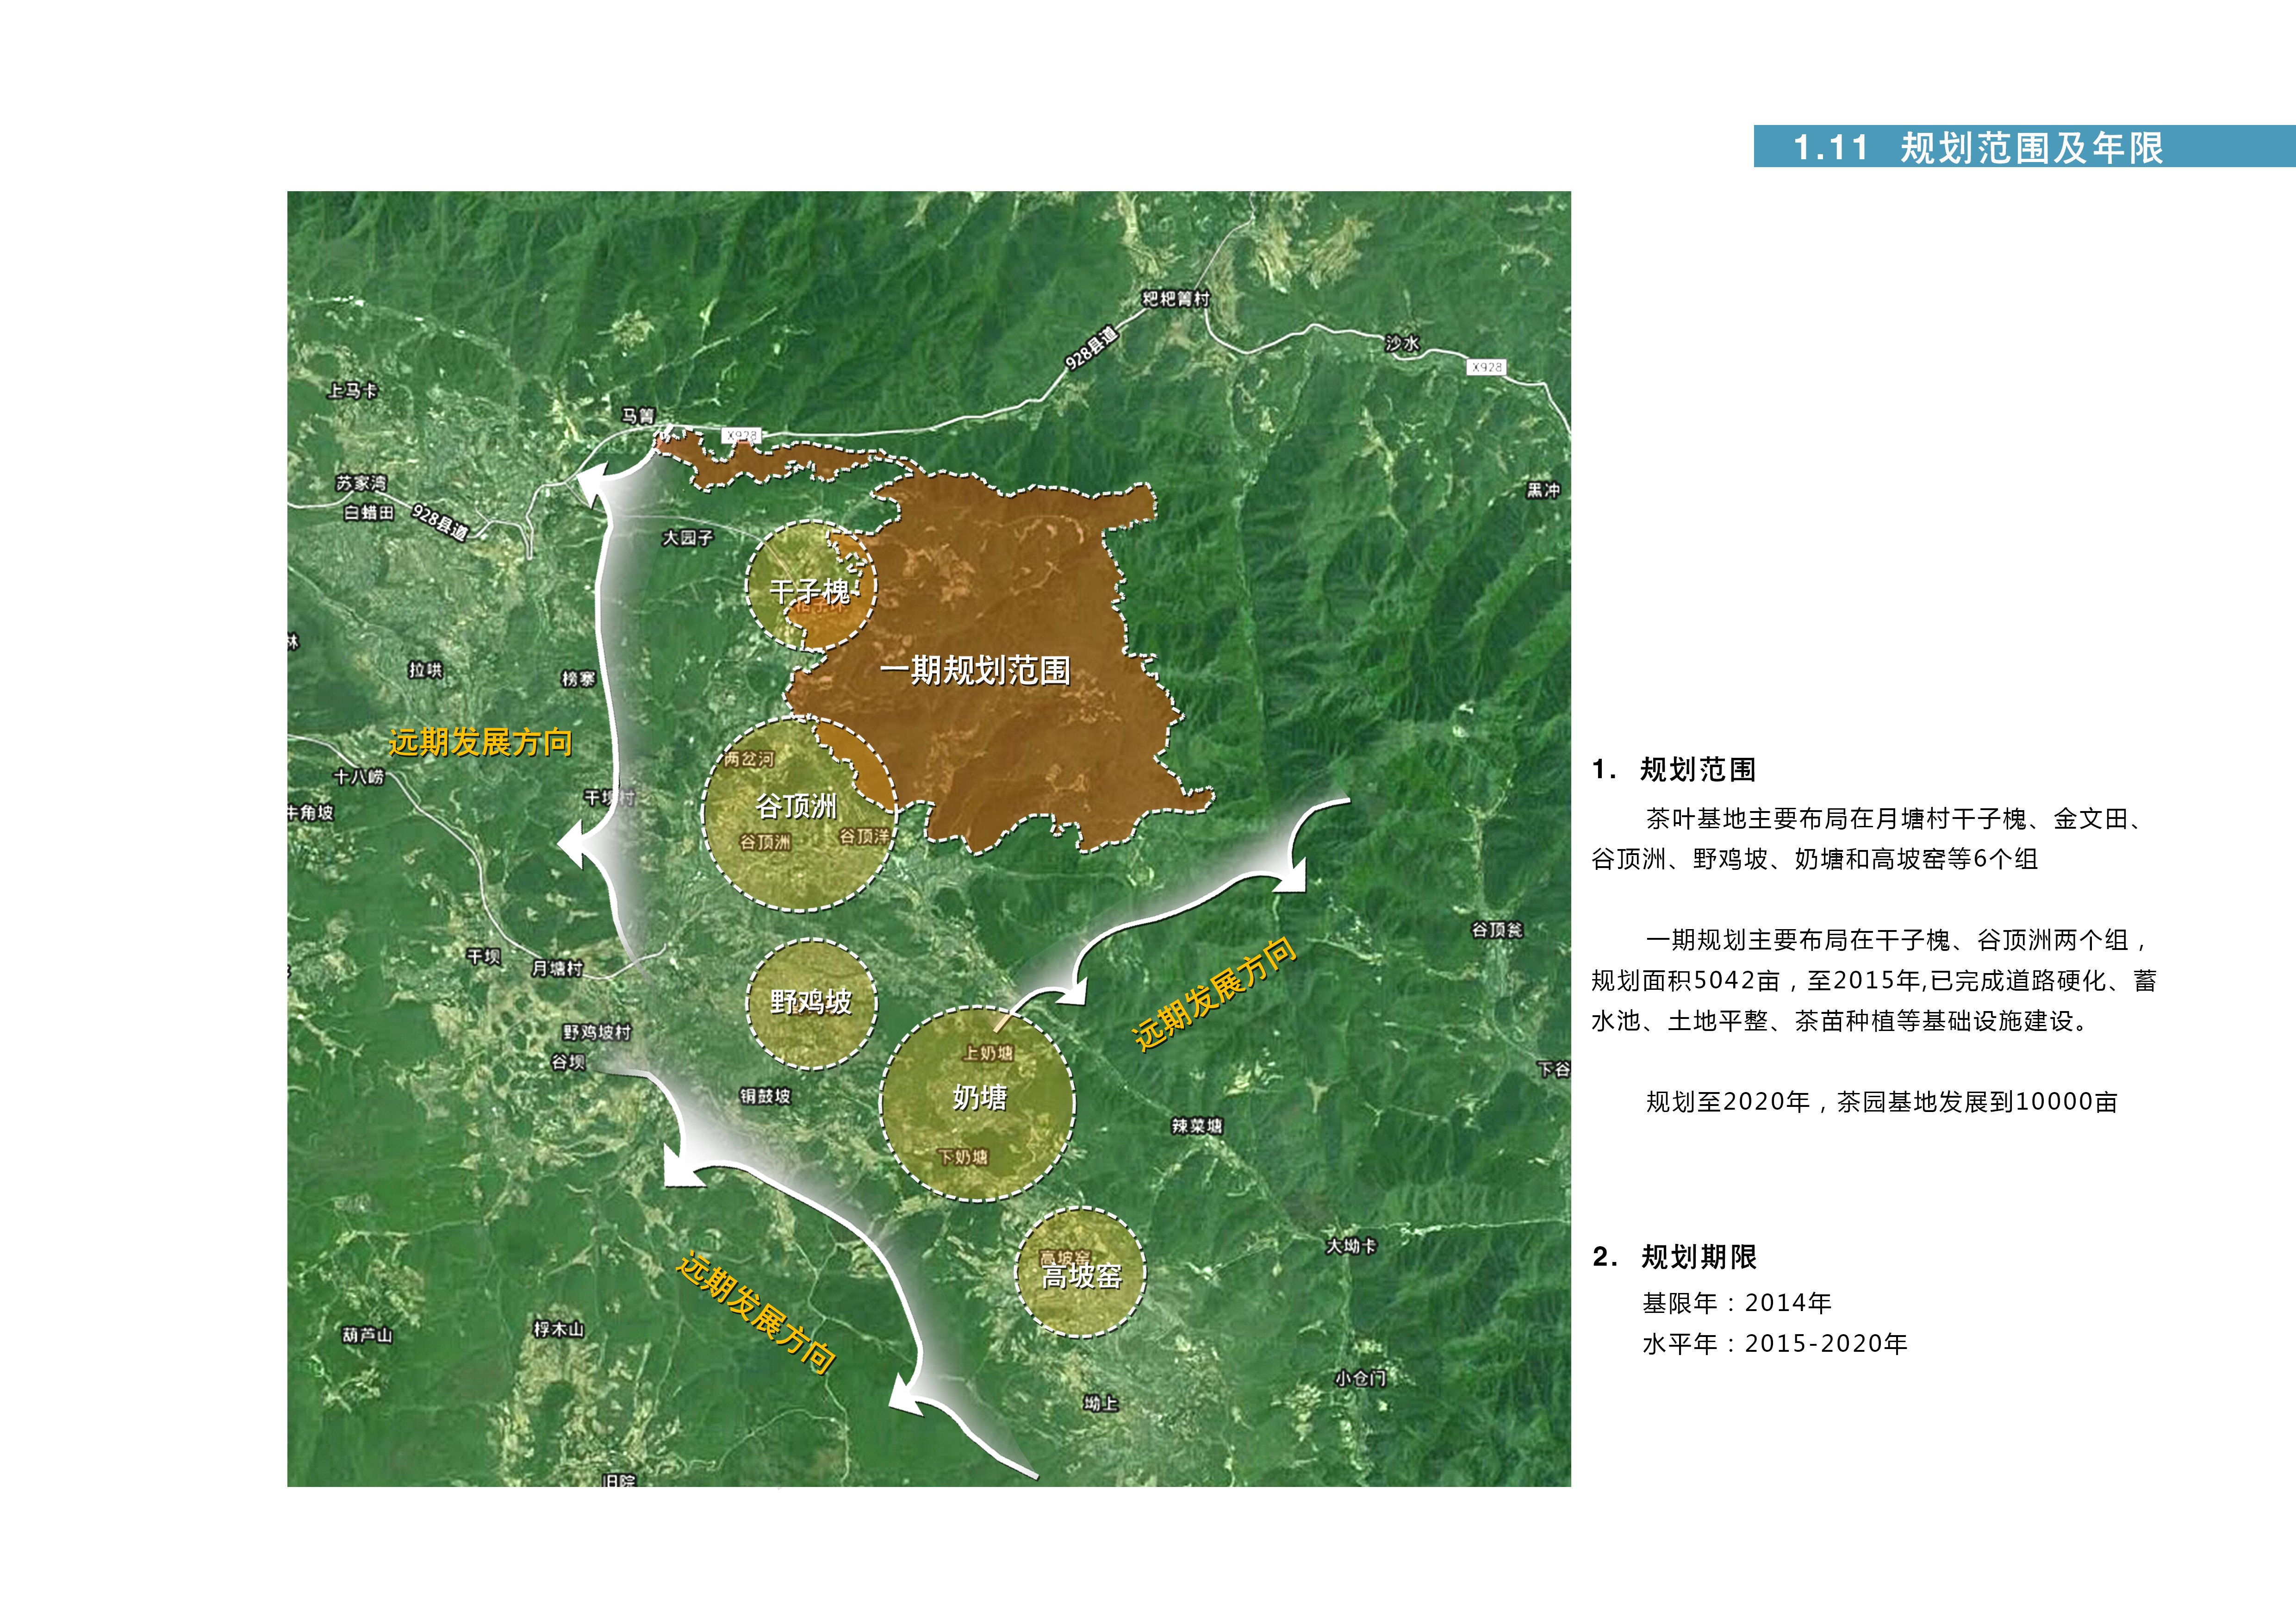 1.11 规划范围及年限
粑粑箐村
928县道
沙水
X928
上马卡
马箐
X928
苏家湾
白蜡田
928县道
黑冲
大园子
干子槐
林
拉哄
榜寨
一期规划范围
远期发展方向
两岔河
十八崂
干坝村
谷顶洲
牛角坡
谷顶洲
谷顶洋
谷顶瓮
干坝
月塘村
远期发展方向
野鸡坡
野鸡坡村
谷坝
上奶塘
下谷
铜鼓坡
奶塘
辣菜塘
下奶塘
大坳卡
高坡窑
高坡窑
远期发展方向
葫芦山
桴木山
小仓门
坳上
旧院
1. 规划范围
茶叶基地主要布局在月塘村干子槐、金文田、
谷顶洲、野鸡坡、奶塘和高坡窑等6个组
一期规划主要布局在干子槐、谷顶洲两个组，
规划面积5042亩，至2015年,已完成道路硬化、蓄
水池、土地平整、茶苗种植等基础设施建设。
规划至2020年，茶园基地发展到10000亩
2. 规划期限
基限年：2014年
水平年：2015-2020年